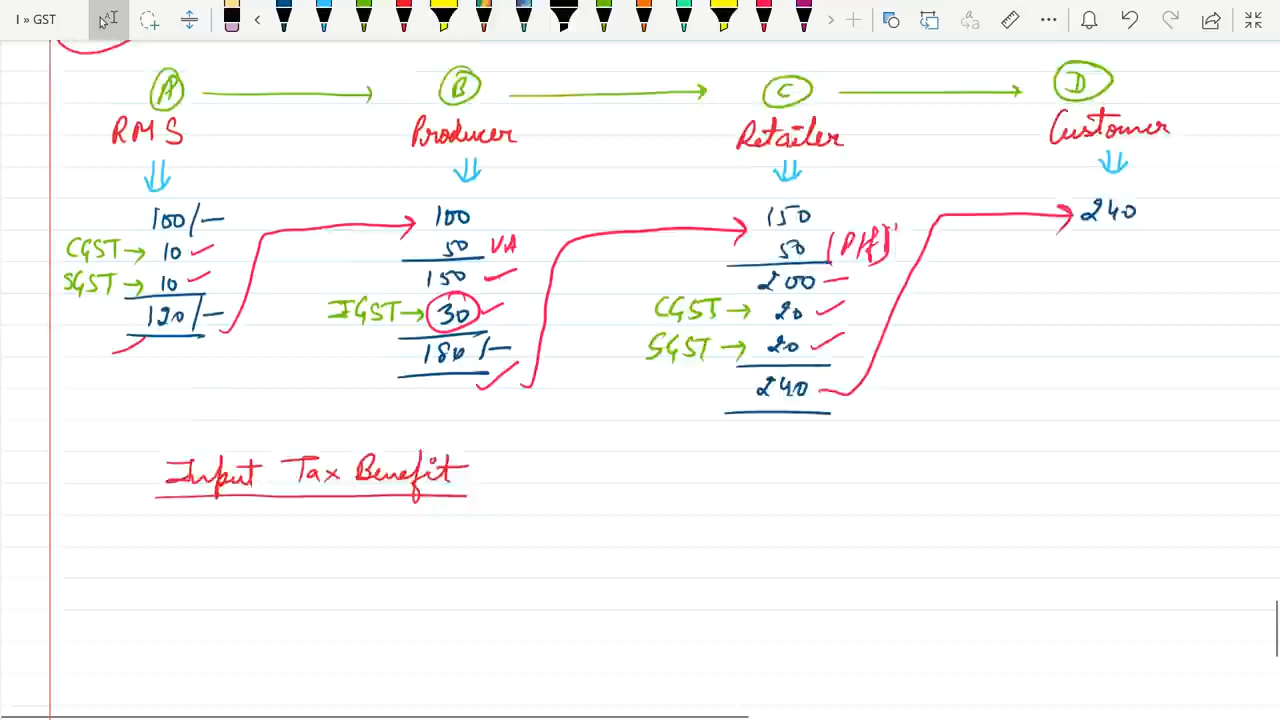 I » GST
A B C D
RMS Producer Retailer Customer
100/- 100 150 240
CGST → 10 50 VA 50 (Pft)
SGST → 10 150 200
120/- IGST → 30 CGST → 20
180/- SGST → 20
240
Input Tax Benefit